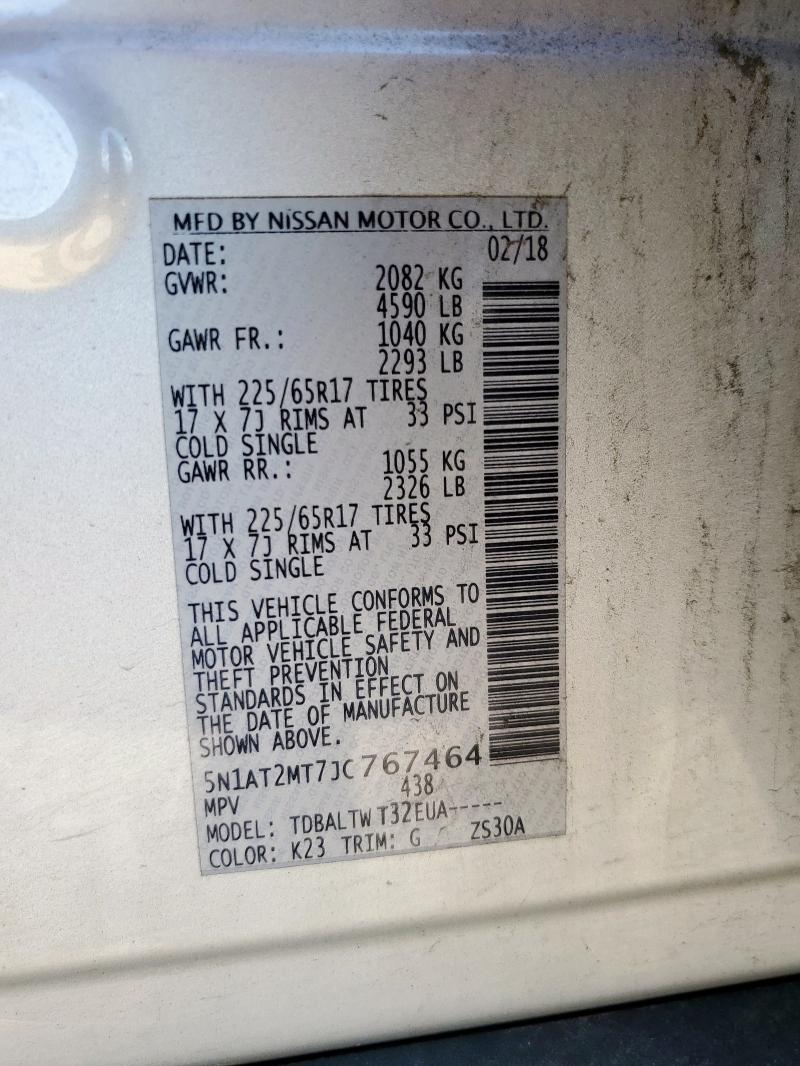 MFD BY NISSAN MOTOR CO., LTD.
DATE: 02/18
GVWR: 2082 KG
4590 LB
GAWR FR.: 1040 KG
2293 LB
WITH 225/65R17 TIRES
17 X 7J RIMS AT 33 PSI
COLD SINGLE
GAWR RR.: 1055 KG
2326 LB
WITH 225/65R17 TIRES
17 X 7J RIMS AT 33 PSI
COLD SINGLE
THIS VEHICLE CONFORMS TO
ALL APPLICABLE FEDERAL
MOTOR VEHICLE SAFETY AND
THEFT PREVENTION
STANDARDS IN EFFECT ON
THE DATE OF MANUFACTURE
SHOWN ABOVE.
5N1AT2MT7JC767464
MPV 438
MODEL: TDBALTW T32EUA-----
COLOR: K23 TRIM: G ZS30A